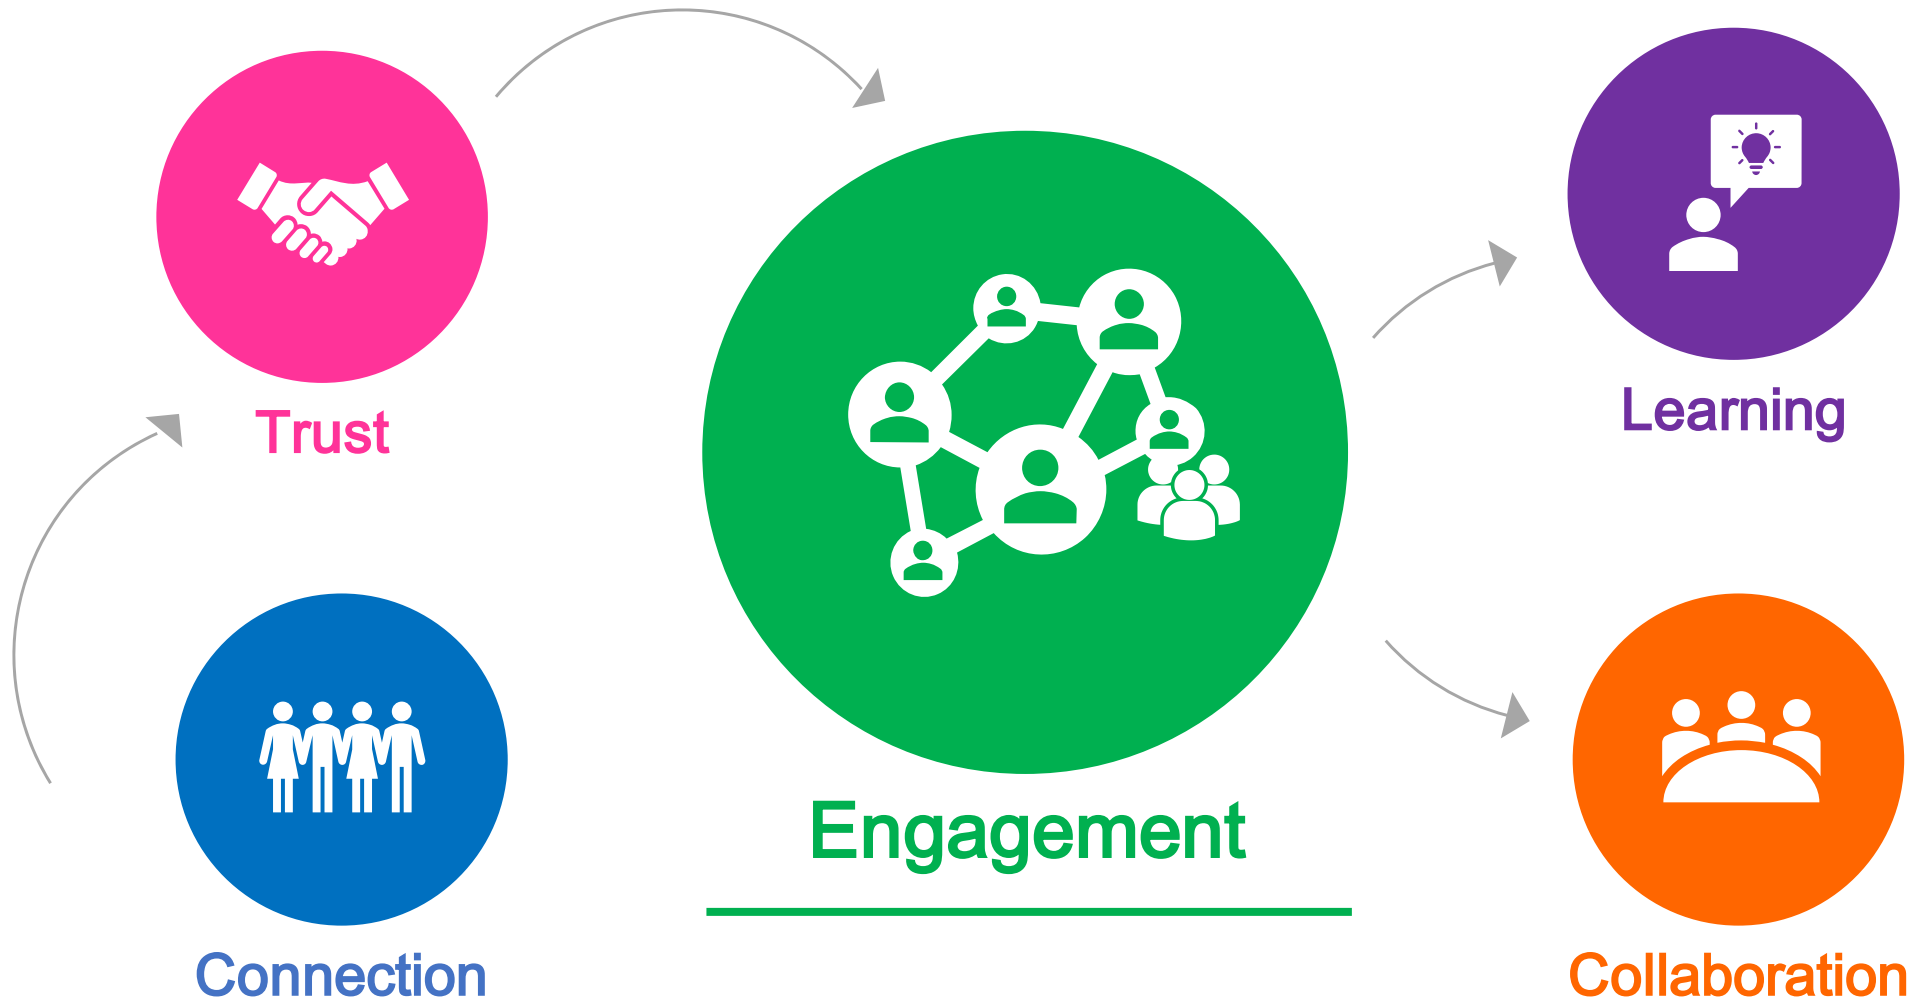 Trust
Learning
Engagement
Connection
Collaboration